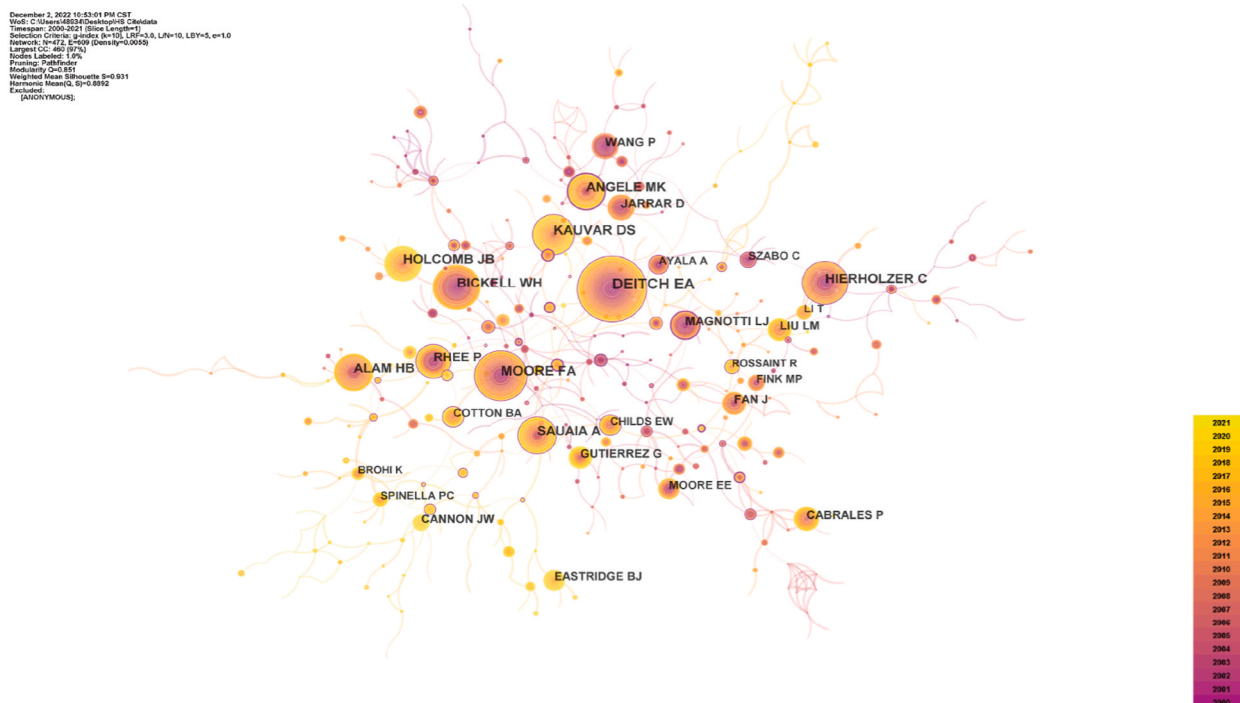 December 2, 2022 10:53:01 PM CST
WoS: C:\Users\48934\Desktop\HS Cite\data
Timespan: 2000-2021 (Slice Length=1)
Selection Criteria: g-index (k=10), LRF=3.0, L/N=10, LBY=5, e=1.0
Network: N=472, E=609 (Density=0.0055)
Largest CC: 460 (97%)
Nodes Labeled: 1.0%
Pruning: Pathfinder
Modularity Q=0.851
Weighted Mean Silhouette S=0.931
Harmonic Mean(Q, S)=0.8892
Excluded:
[ANONYMOUS];
WANG P
ANGELE MK
JARRAR D
KAUVAR DS
HOLCOMB JB
AYALA A
SZABO C
BICKELL WH
DEITCH EA
HIERHOLZER C
LI T
MAGNOTTI LJ
LIU LM
RHEE P
ALAM HB
MOORE FA
ROSSAINT R
FINK MP
FAN J
COTTON BA
CHILDS EW
SAUAIA A
GUTIERREZ G
BROHI K
MOORE EE
SPINELLA PC
CANNON JW
CABRALES P
EASTRIDGE BJ
2021
2020
2019
2018
2017
2016
2015
2014
2013
2012
2011
2010
2009
2008
2007
2006
2005
2004
2003
2002
2001
2000